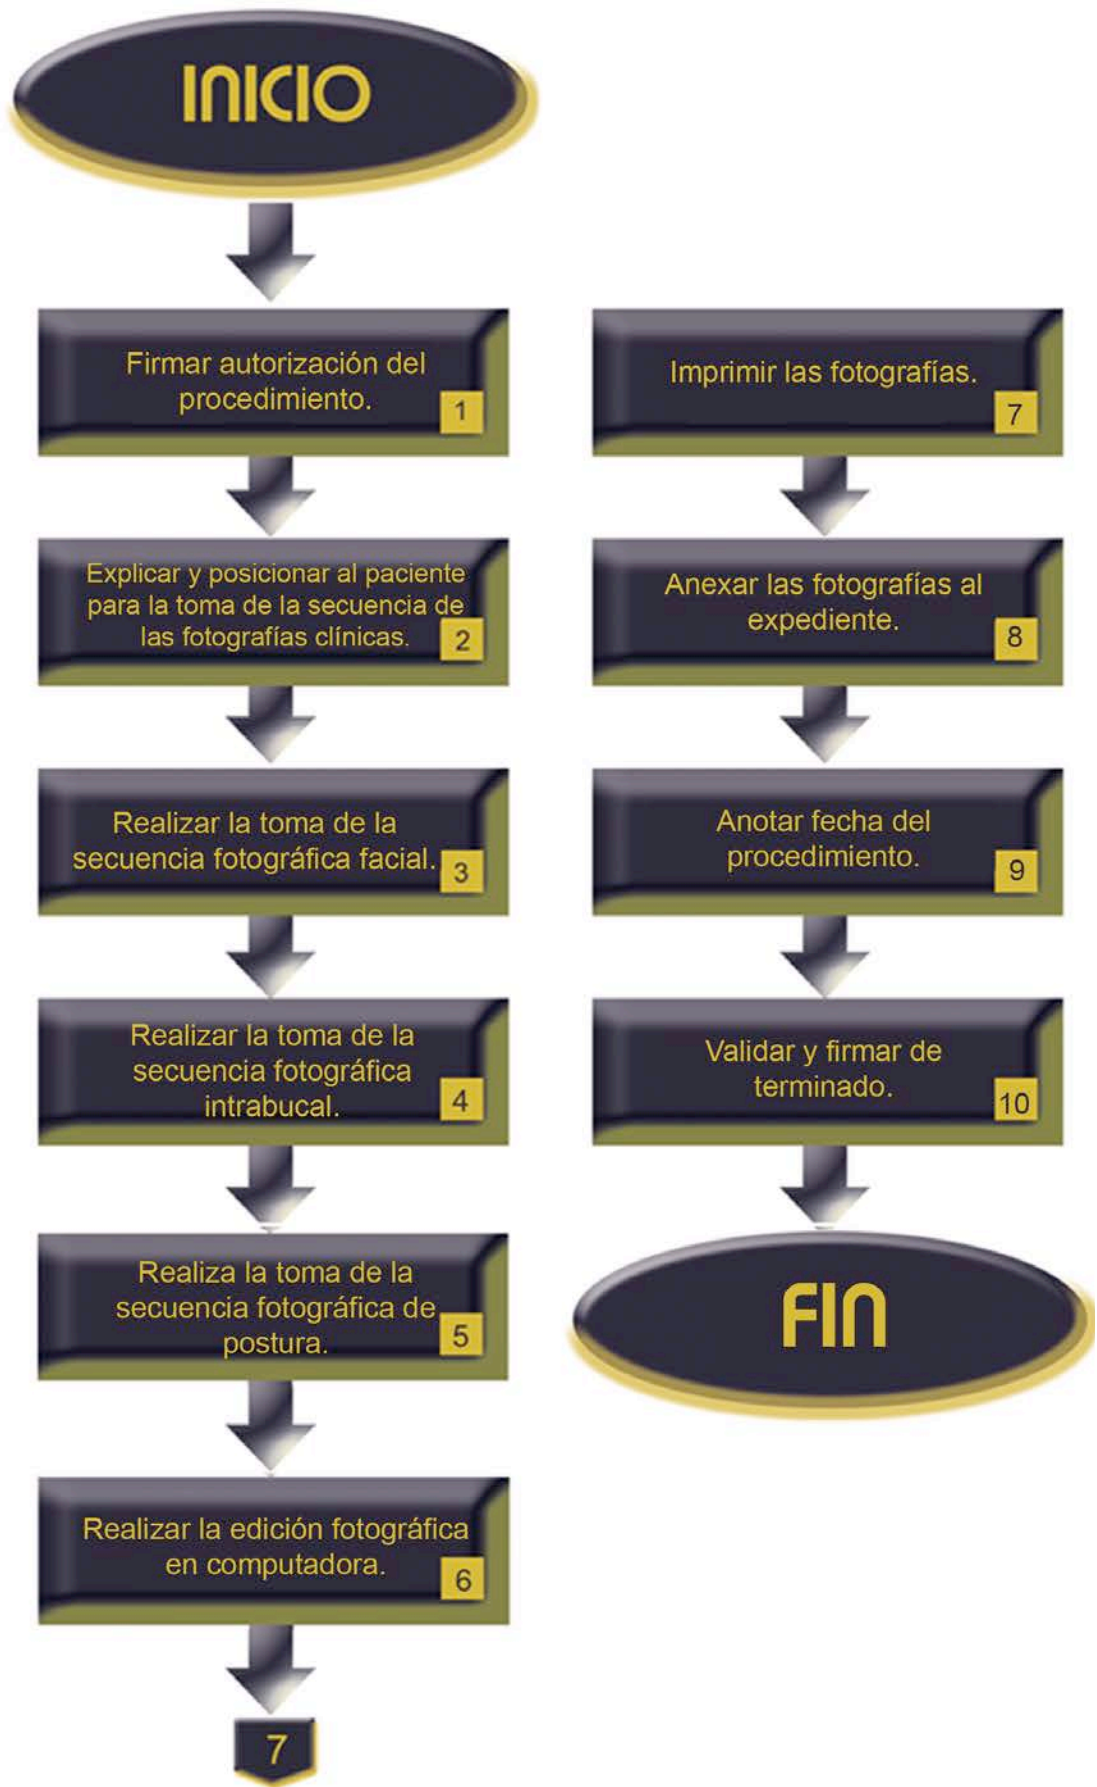 INICIO
Firmar autorización del
procedimiento.
1
Explicar y posicionar al paciente
para la toma de la secuencia de
las fotografías clínicas.
2
Realizar la toma de la
secuencia fotográfica facial.
3
Realizar la toma de la
secuencia fotográfica
intrabucal.
4
Realiza la toma de la
secuencia fotográfica de
postura.
5
Realizar la edición fotográfica
en computadora.
6
7
Imprimir las fotografías.
7
Anexar las fotografías al
expediente.
8
Anotar fecha del
procedimiento.
9
Validar y firmar de
terminado.
10
FIN